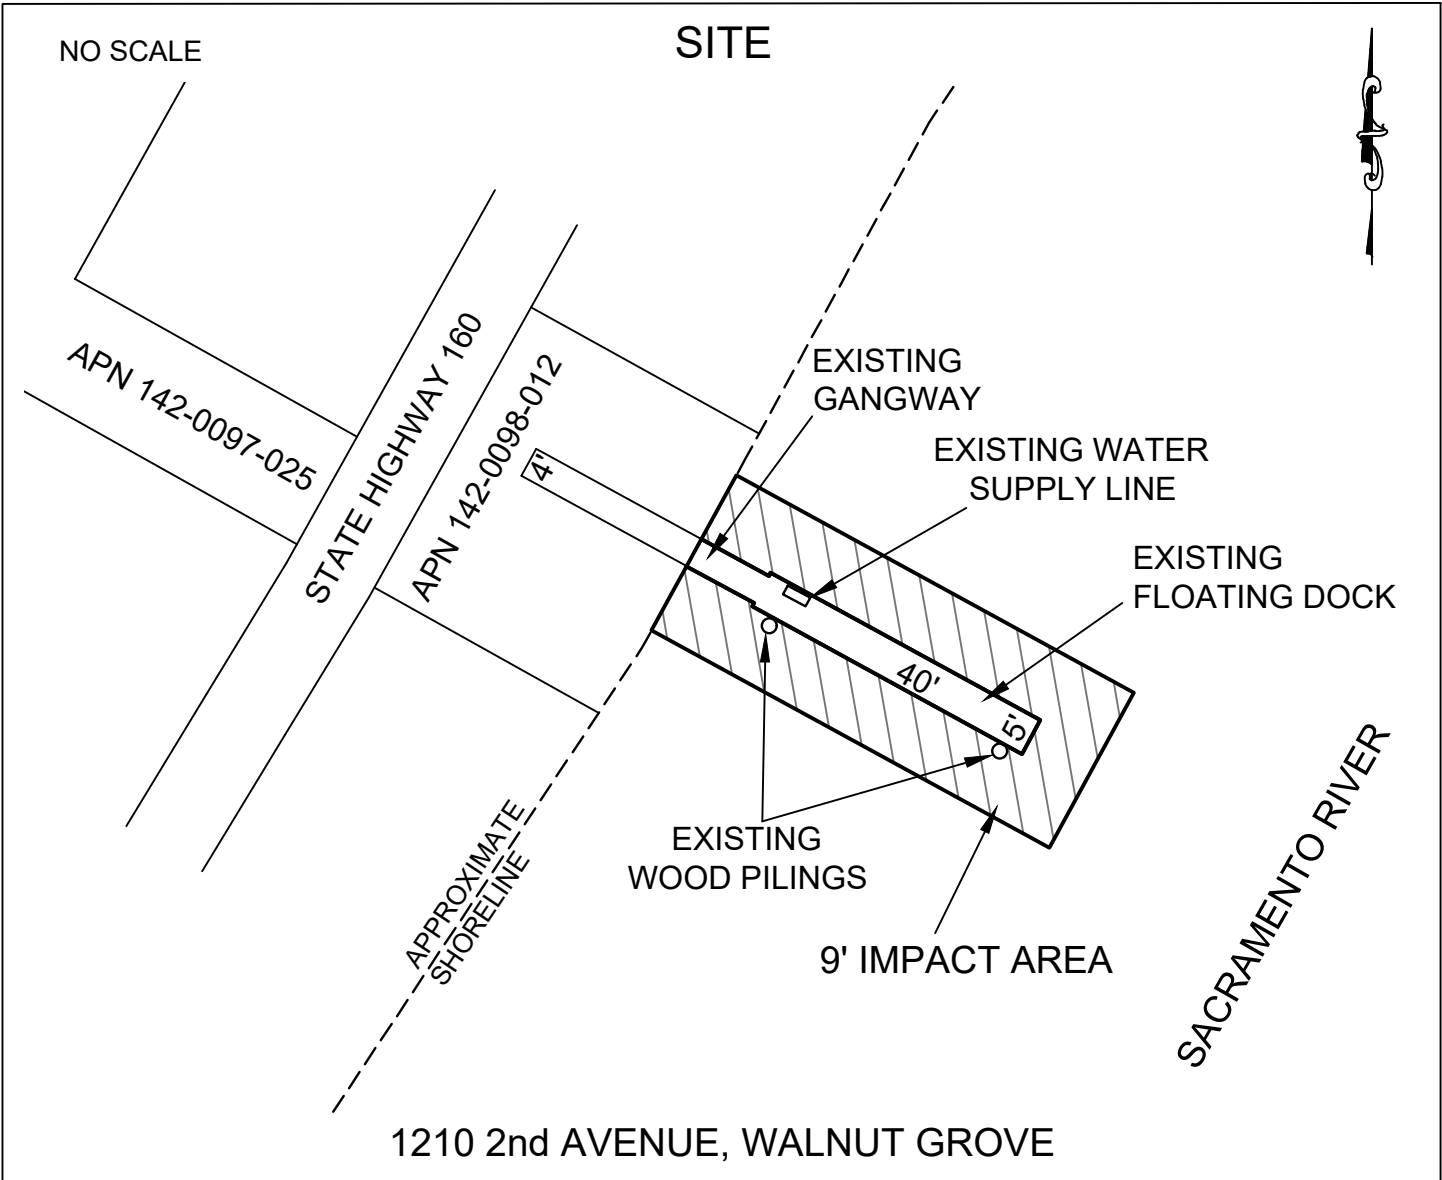 NO SCALE
SITE
APN 142-0097-025
STATE HIGHWAY 160
APN 142-0098-012
4'
EXISTING
GANGWAY
EXISTING WATER
SUPPLY LINE
EXISTING
FLOATING DOCK
40'
5'
EXISTING
WOOD PILINGS
9' IMPACT AREA
APPROXIMATE
SHORELINE
SACRAMENTO RIVER
1210 2nd AVENUE, WALNUT GROVE